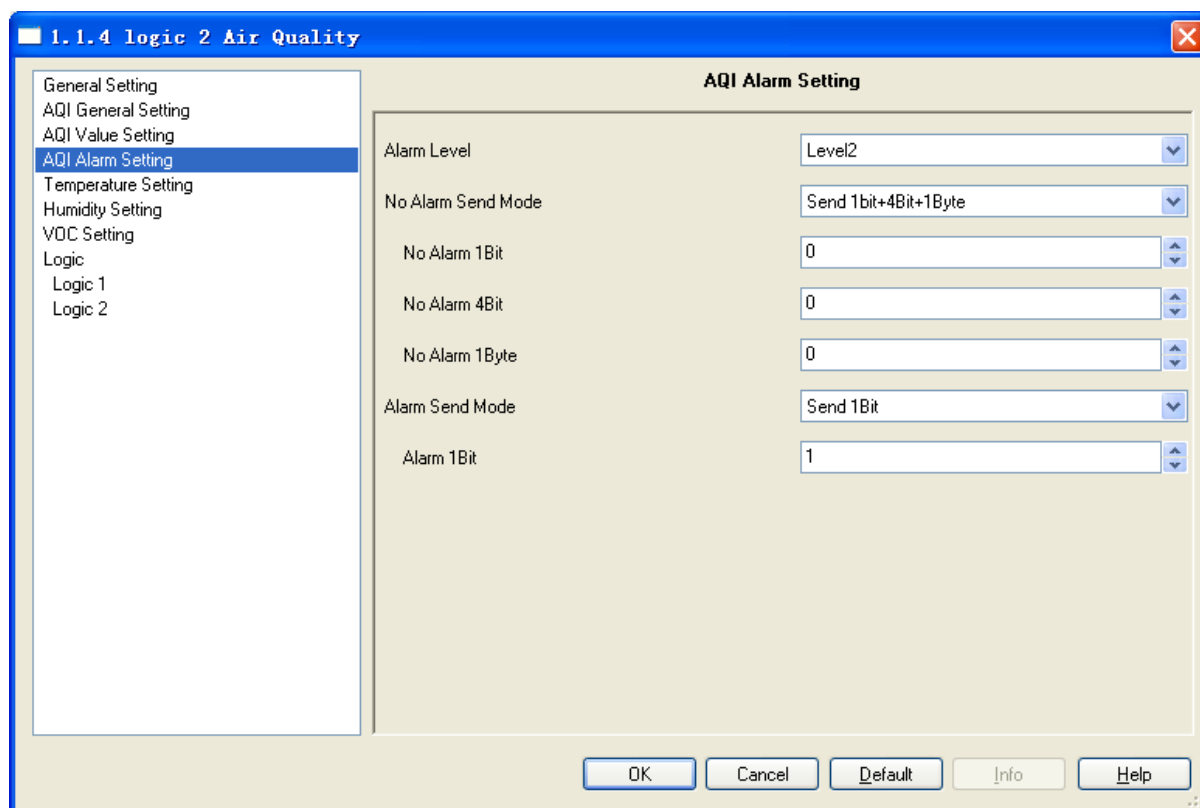 1.1.4 logic 2 Air Quality
General Setting
AQI General Setting
AQI Value Setting
AQI Alarm Setting
Temperature Setting
Humidity Setting
VOC Setting
Logic
Logic 1
Logic 2
AQI Alarm Setting
Alarm Level
Level2
No Alarm Send Mode
Send 1bit+4Bit+1Byte
No Alarm 1Bit
0
No Alarm 4Bit
0
No Alarm 1Byte
0
Alarm Send Mode
Send 1Bit
Alarm 1Bit
1
OK
Cancel
Default
Info
Help